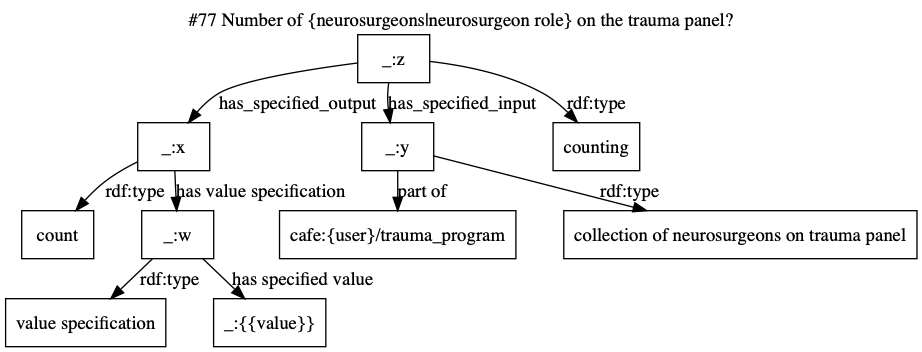 #77 Number of {neurosurgeons|neurosurgeon role} on the trauma panel?
_:z
has_specified_output
has_specified_input
rdf:type
_:x
_:y
counting
rdf:type
has value specification
part of
rdf:type
count
_:w
cafe:{user}/trauma_program
collection of neurosurgeons on trauma panel
rdf:type
has specified value
value specification
_:{{value}}